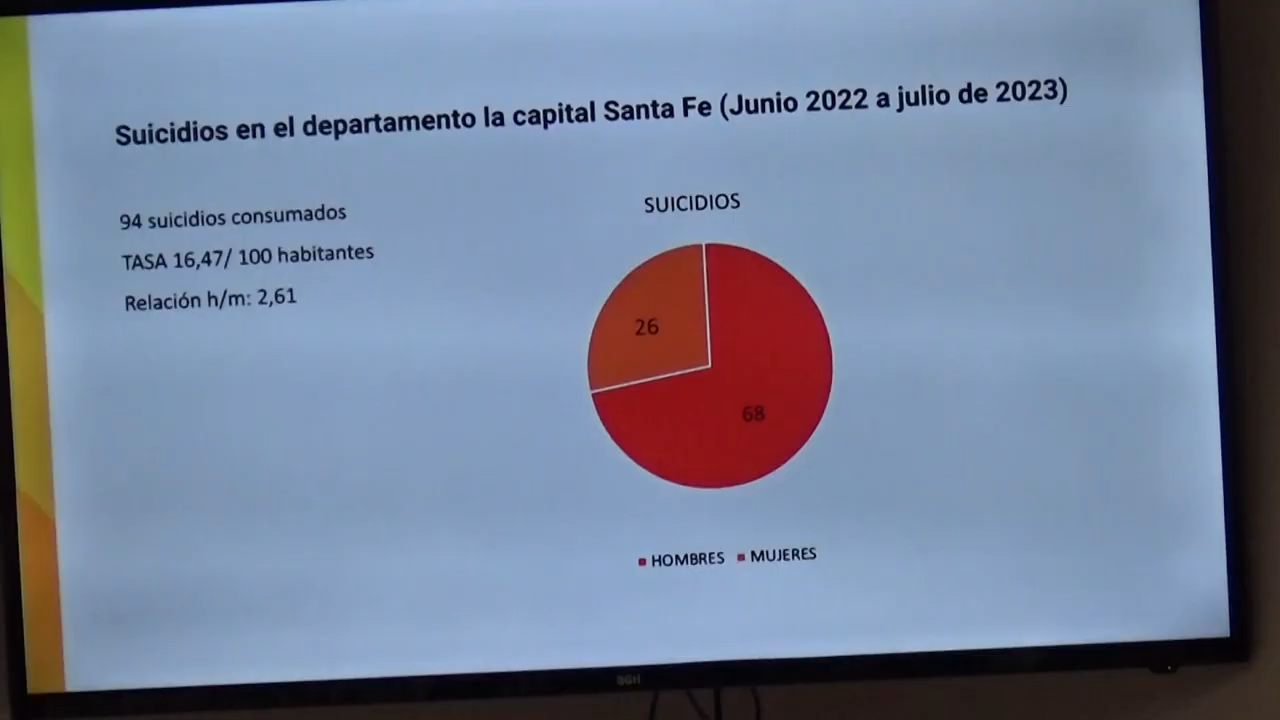 Suicidios en el departamento la capital Santa Fe (Junio 2022 a julio de 2023)
94 suicidios consumados
TASA 16,47/ 100 habitantes
Relación h/m: 2,61
SUICIDIOS
26
68
HOMBRES MUJERES
BGH